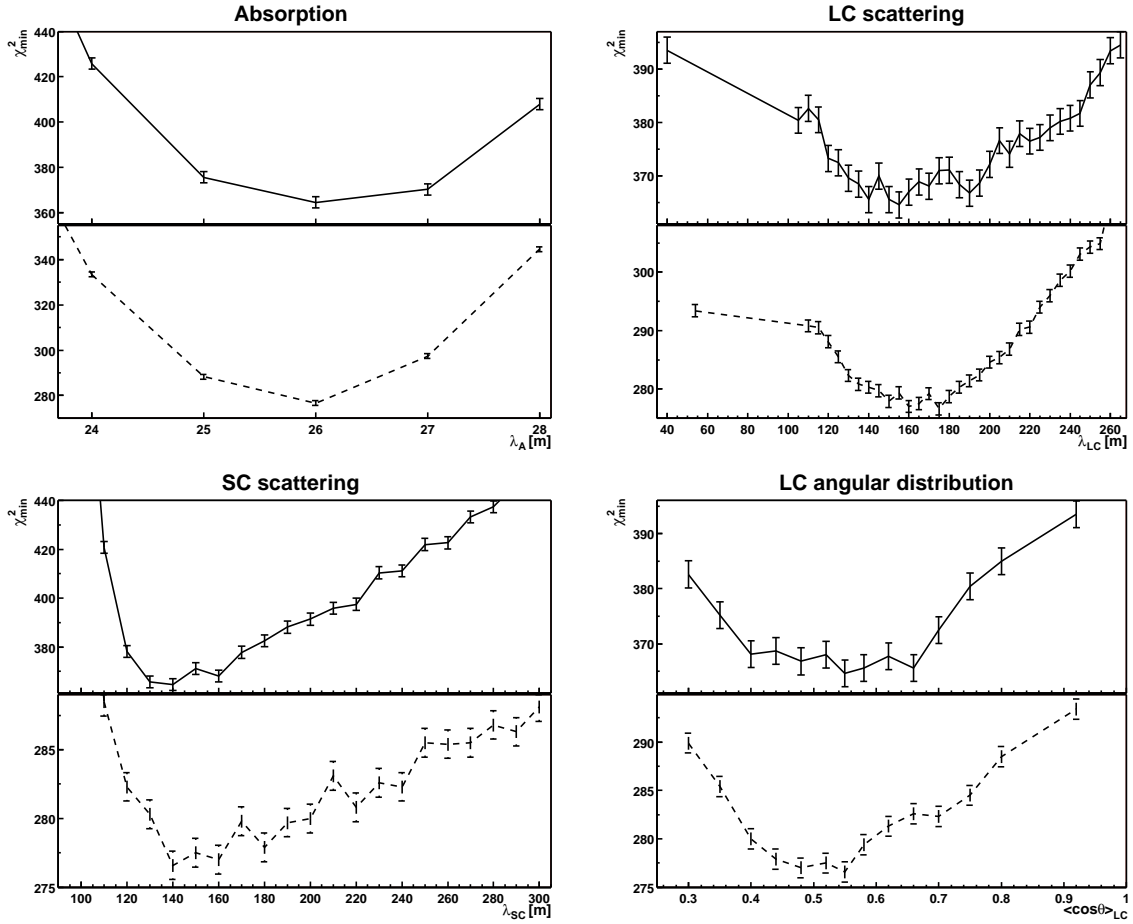 Absorption
χ²min
440
420
400
380
360
340
320
300
280
24 25 26 27 28
λA [m]
LC scattering
χ²min
390
380
370
300
290
280
40 60 80 100 120 140 160 180 200 220 240 260
λLC [m]
SC scattering
χ²min
440
420
400
380
285
280
275
100 120 140 160 180 200 220 240 260 280 300
λSC [m]
LC angular distribution
χ²min
390
380
370
290
285
280
275
0.3 0.4 0.5 0.6 0.7 0.8 0.9 1
<cosθ>LC